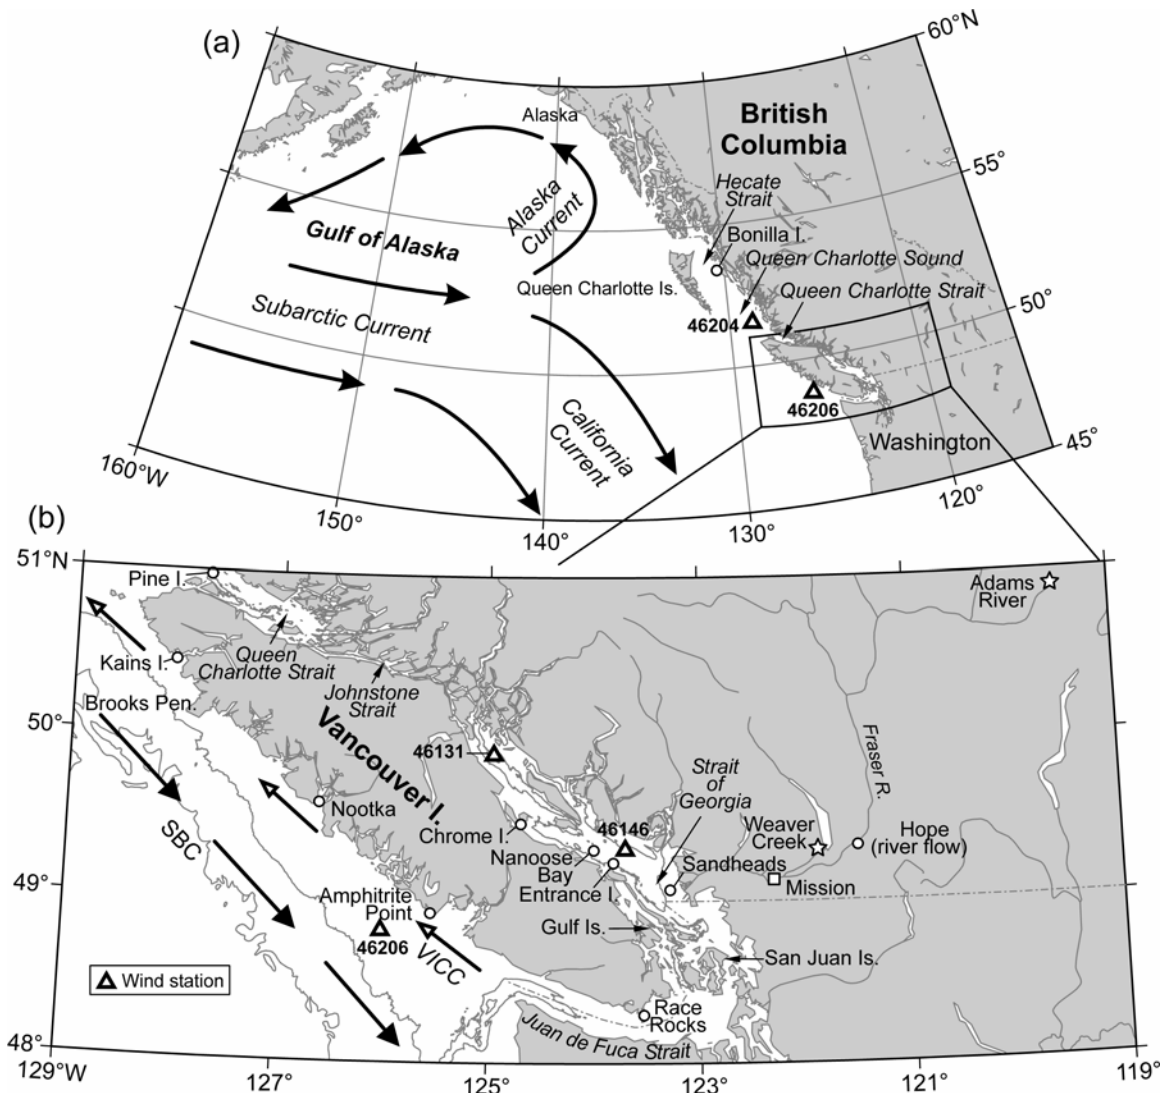 (a)
60°N
Alaska
British
Columbia
55°
Hecate
Strait
Alaska
Current
Bonilla I.
Gulf of Alaska
Queen Charlotte Sound
Queen Charlotte Is.
Queen Charlotte Strait
50°
Subarctic Current
46204
46206
California
Current
Washington
45°
160°W
150°
140°
130°
120°
(b)
51°N
Pine I.
Adams
River
Kains I.
Queen
Charlotte Strait
Johnstone
Strait
Brooks Pen.
50°
Vancouver I.
46131
Fraser R.
Strait
of
Georgia
Nootka
SBC
Chrome I.
46146
Weaver
Creek
Hope
(river flow)
Nanoose
Bay
Sandheads
Entrance I.
Mission
49°
Amphitrite
Point
46206
Gulf Is.
VICC
San Juan Is.
Wind station
Race
Rocks
Juan de Fuca Strait
48°
129°W
127°
125°
123°
121°
119°